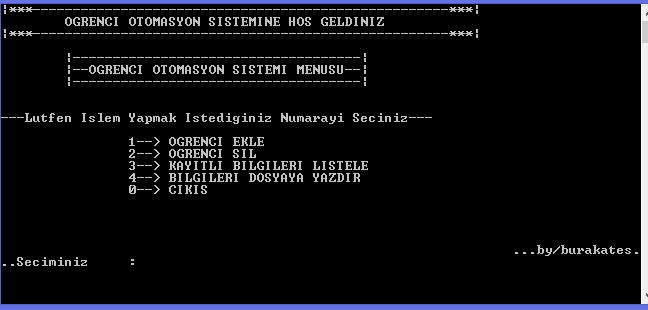 ¦***----------------------------------------------------***¦
OGRENCI OTOMASYON SISTEMINE HOS GELDINIZ
¦***----------------------------------------------------***¦
¦------------------------------------¦
¦--OGRENCI OTOMASYON SISTEMI MENUSU--¦
¦------------------------------------¦
---Lutfen Islem Yapmak Istediginiz Numarayi Seciniz---
1--> OGRENCI EKLE
2--> OGRENCI SIL
3--> KAYITLI BILGILERI LISTELE
4--> BILGILERI DOSYAYA YAZDIR
0--> CIKIS
...by/burakates.
..Seciminiz :